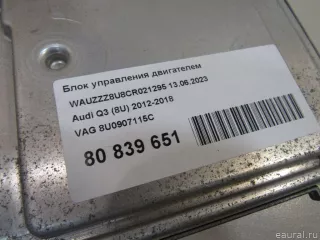 Блок управления двигателем
WAUZZZ8U8CR021295 13.06.2023
Audi Q3 (8U) 2012-2018
VAG 8U0907115C
80 839 651
© eaural.ru